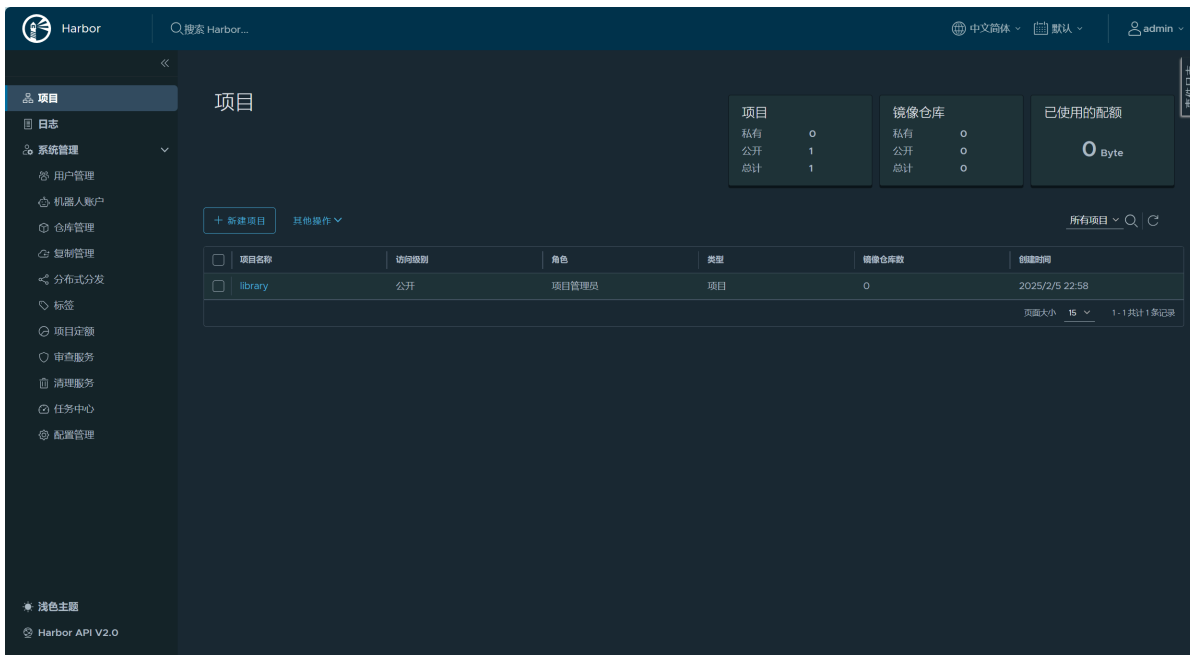 Harbor
搜索 Harbor...
中文简体
默认
admin
项目
日志
系统管理
用户管理
机器人账户
仓库管理
复制管理
分布式分发
标签
项目定额
审查服务
清理服务
任务中心
配置管理
浅色主题
Harbor API V2.0
项目
项目
私有 0
公开 1
总计 1
镜像仓库
私有 0
公开 0
总计 0
已使用的配额
0 Byte
+ 新建项目 其他操作
所有项目
项目名称 访问级别 角色 类型 镜像仓库数 创建时间
library 公开 项目管理员 项目 0 2025/2/5 22:58
页面大小 15 1 - 1 共计 1 条记录